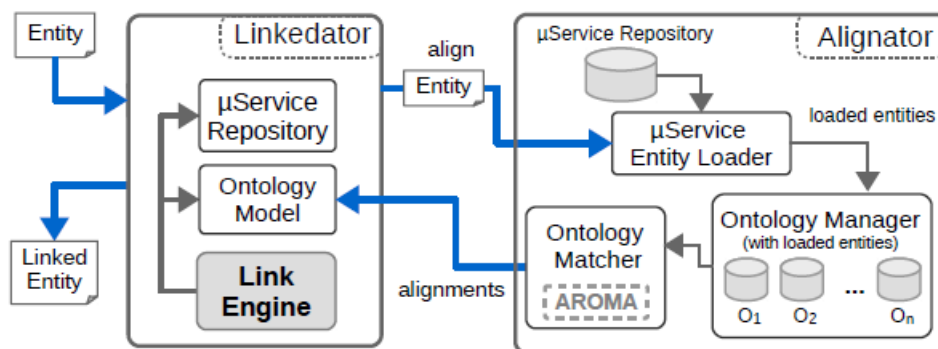 Entity
Linkedator
µService
Repository
Ontology
Model
Link
Engine
Linked
Entity
align
Entity
alignments
Alignator
µService Repository
µService
Entity Loader
loaded entities
Ontology Manager
(with loaded entities)
O1 O2 ... On
Ontology
Matcher
AROMA